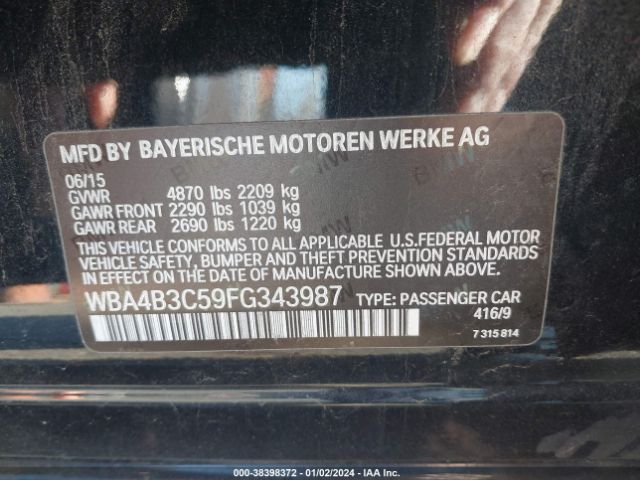 MFD BY BAYERISCHE MOTOREN WERKE AG
06/15
GVWR 4870 lbs 2209 kg
GAWR FRONT 2290 lbs 1039 kg
GAWR REAR 2690 lbs 1220 kg
THIS VEHICLE CONFORMS TO ALL APPLICABLE U.S.FEDERAL MOTOR
VEHICLE SAFETY, BUMPER AND THEFT PREVENTION STANDARDS
IN EFFECT ON THE DATE OF MANUFACTURE SHOWN ABOVE.
WBA4B3C59FG343987 TYPE: PASSENGER CAR
416/9
7 315 814
000-38398372 - 01/02/2024 - IAA Inc.